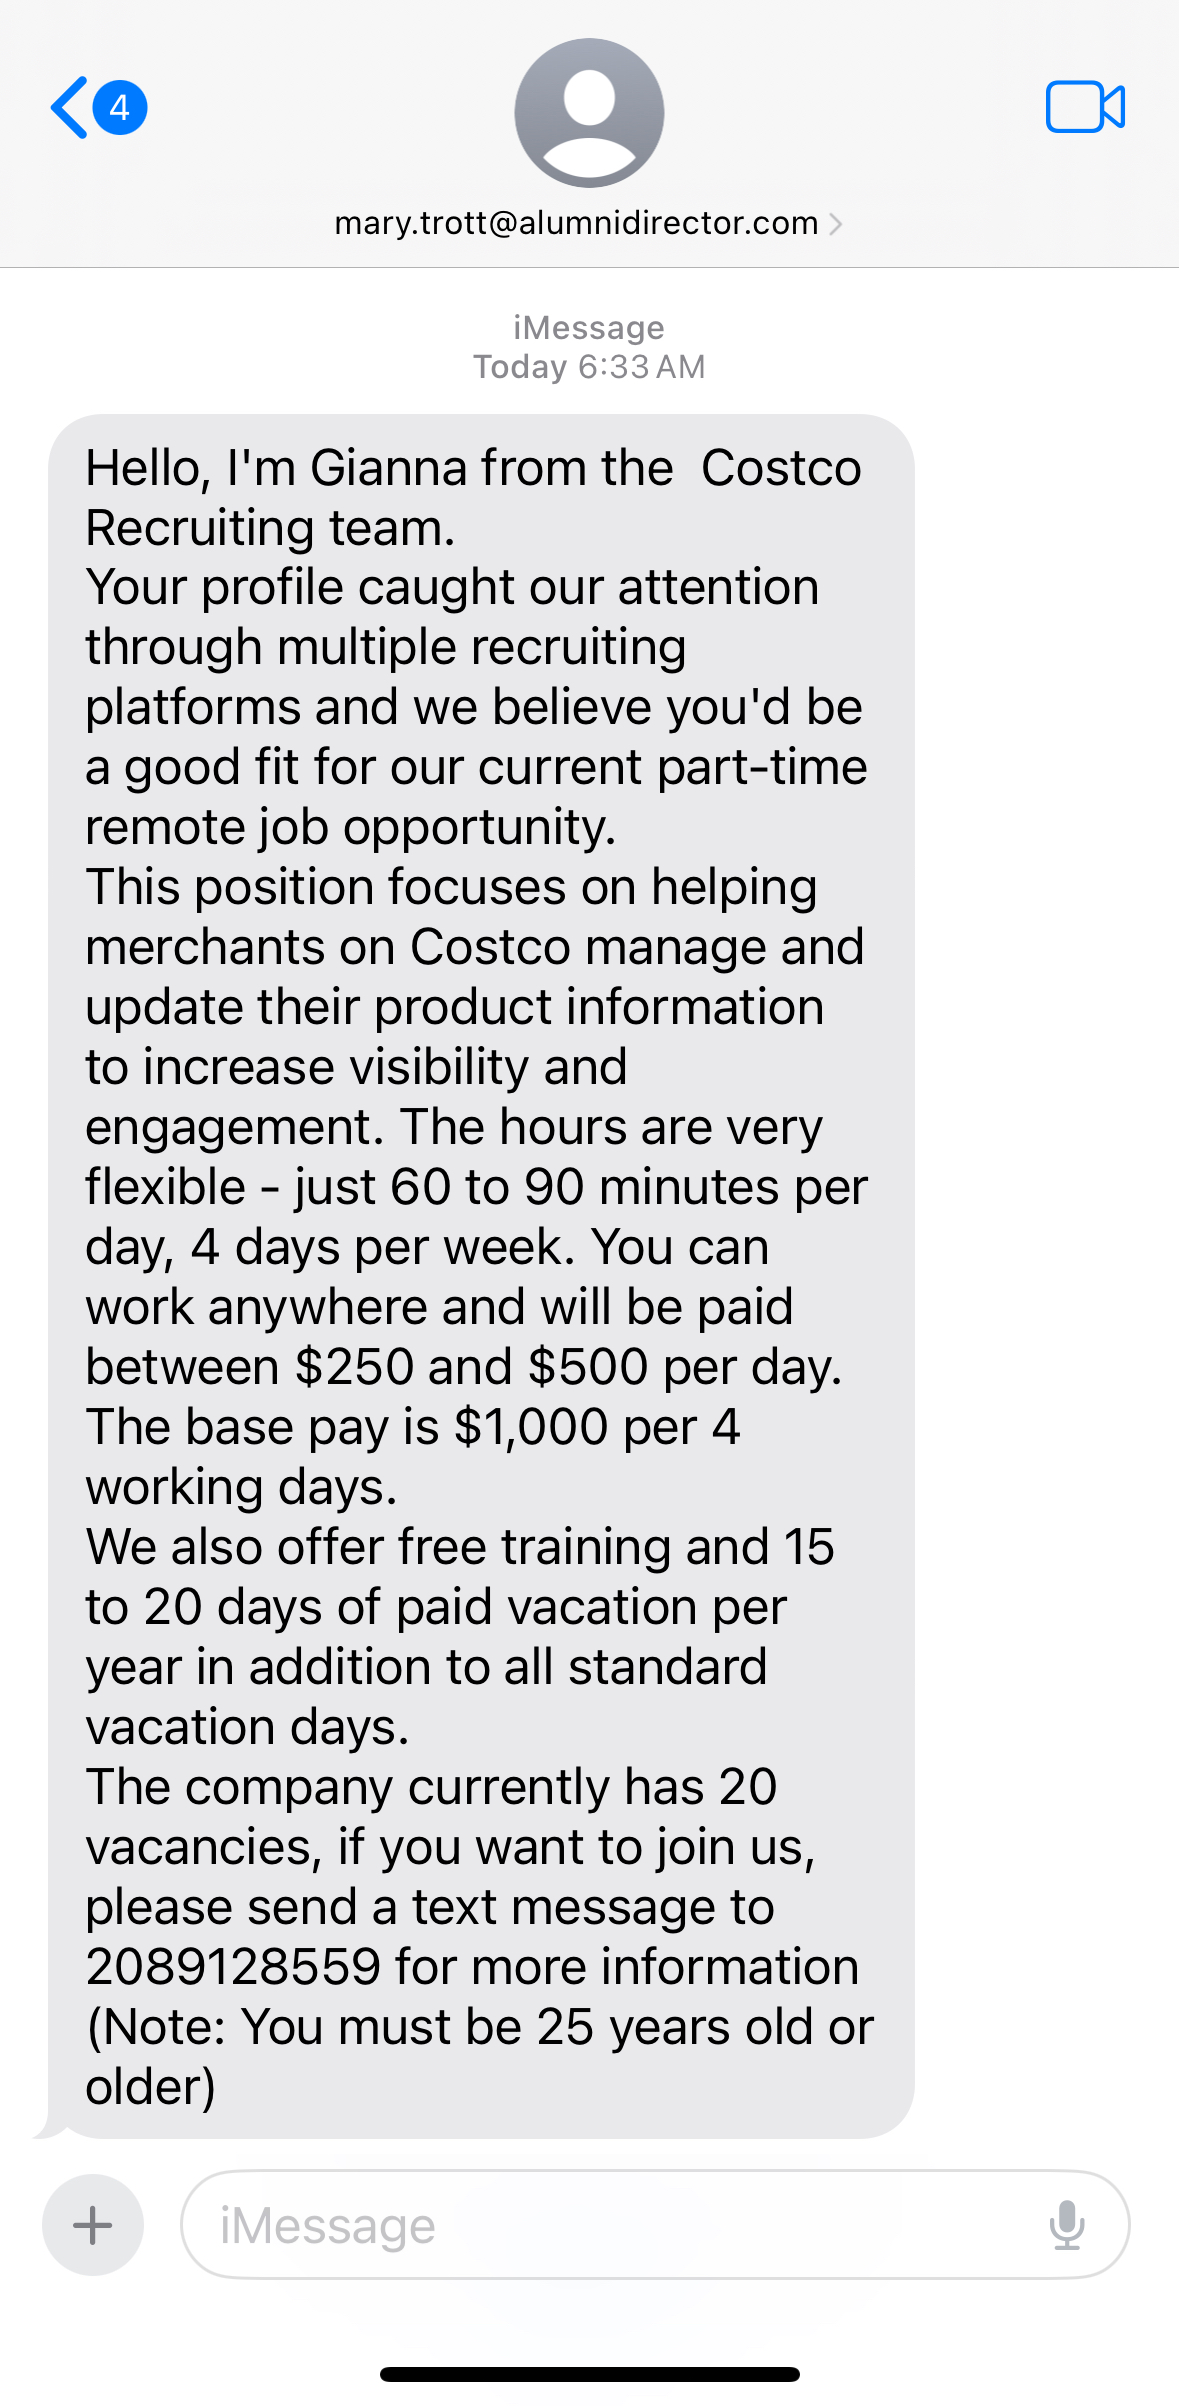 4
mary.trott@alumnidirector.com
iMessage
Today 6:33 AM
Hello, I'm Gianna from the  Costco
Recruiting team.
Your profile caught our attention
through multiple recruiting
platforms and we believe you'd be
a good fit for our current part-time
remote job opportunity.
This position focuses on helping
merchants on Costco manage and
update their product information
to increase visibility and
engagement. The hours are very
flexible - just 60 to 90 minutes per
day, 4 days per week. You can
work anywhere and will be paid
between $250 and $500 per day.
The base pay is $1,000 per 4
working days.
We also offer free training and 15
to 20 days of paid vacation per
year in addition to all standard
vacation days.
The company currently has 20
vacancies, if you want to join us,
please send a text message to
2089128559 for more information
(Note: You must be 25 years old or
older)
iMessage